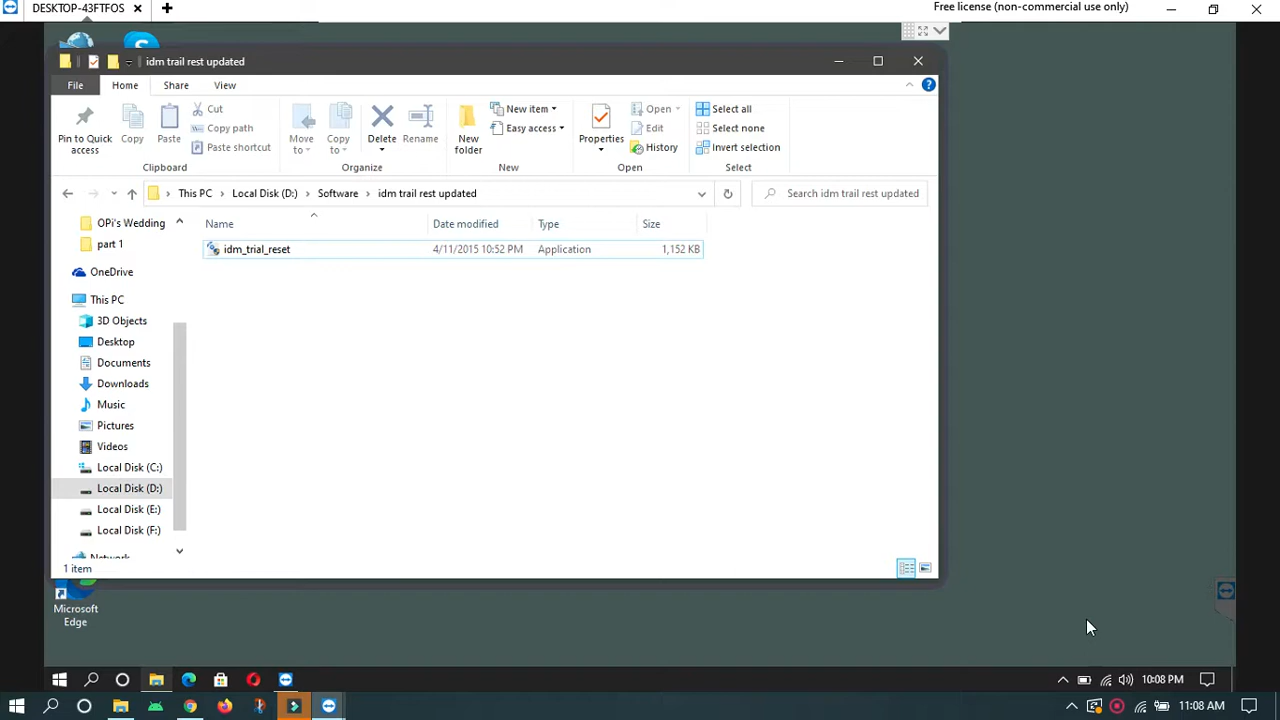 DESKTOP-43FTFOS
Free license (non-commercial use only)
idm trail rest updated
File
Home
Share
View
Pin to Quick access
Copy
Paste
Cut
Copy path
Paste shortcut
Clipboard
Move to
Copy to
Delete
Rename
Organize
New folder
New item
Easy access
New
Properties
Open
Edit
History
Open
Select all
Select none
Invert selection
Select
This PC
Local Disk (D:)
Software
idm trail rest updated
Search idm trail rest updated
Name
Date modified
Type
Size
idm_trial_reset
4/11/2015 10:52 PM
Application
1,152 KB
OPi's Wedding
part 1
OneDrive
This PC
3D Objects
Desktop
Documents
Downloads
Music
Pictures
Videos
Local Disk (C:)
Local Disk (D:)
Local Disk (E:)
Local Disk (F:)
Network
1 item
Microsoft
Edge
10:08 PM
11:08 AM